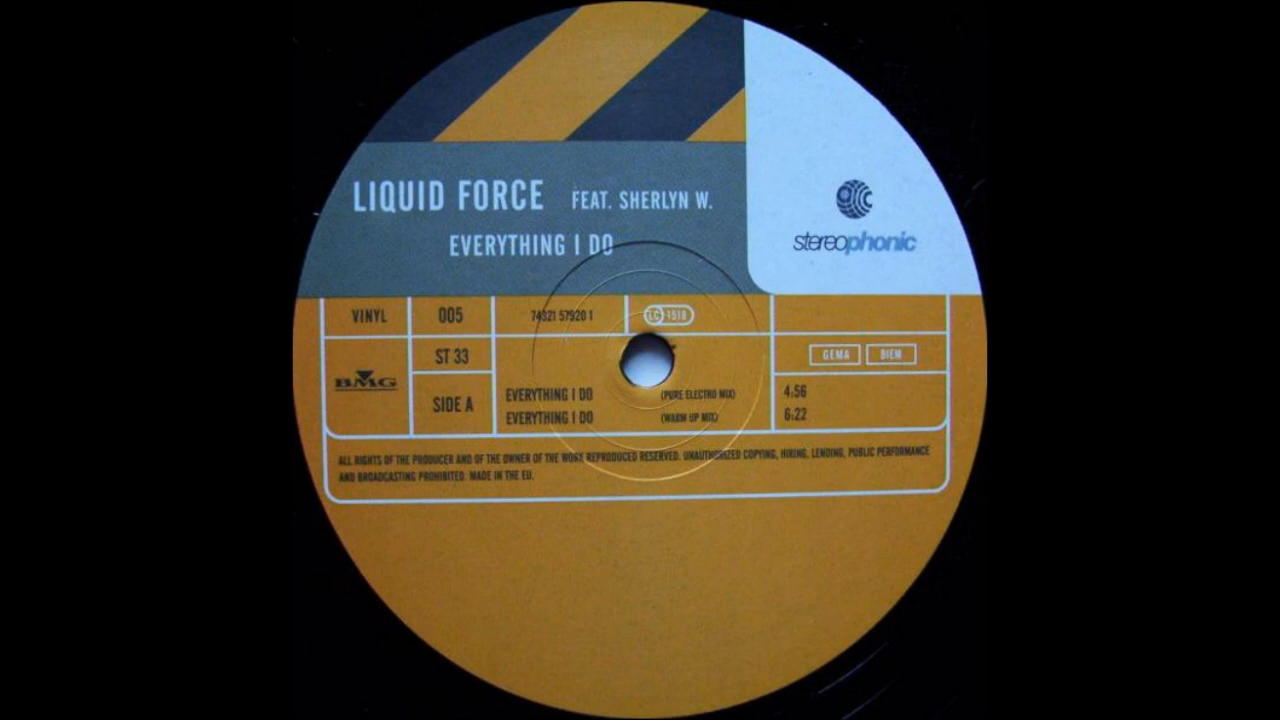 LIQUID FORCE FEAT. SHERLYN W.
EVERYTHING I DO
stereophonic
VINYL 005 74321 57920 1 LC 1518
ST 33 GEMA BIEM
BMG
SIDE A EVERYTHING I DO (PURE ELECTRO MIX) 4:56
EVERYTHING I DO (WARM UP MIX) 6:22
ALL RIGHTS OF THE PRODUCER AND OF THE OWNER OF THE WORK REPRODUCED RESERVED. UNAUTHORIZED COPYING, HIRING, LENDING, PUBLIC PERFORMANCE
AND BROADCASTING PROHIBITED. MADE IN THE EU.